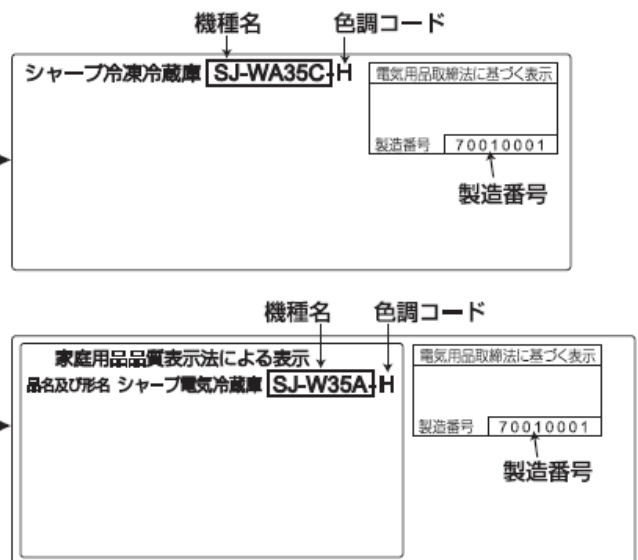 機種名 色調コード
シャープ冷凍冷蔵庫 SJ-WA35C-H
電気用品取締法に基づく表示
製造番号 70010001
製造番号
機種名 色調コード
家庭用品品質表示法による表示
品名及び形名 シャープ電気冷蔵庫 SJ-W35A-H
電気用品取締法に基づく表示
製造番号 70010001
製造番号